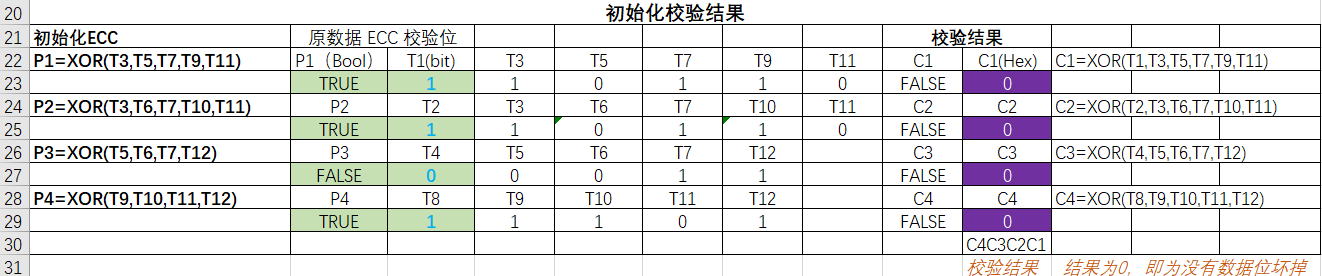 20 初始化校验结果
21 初始化ECC 原数据 ECC 校验位 校验结果
22 P1=XOR(T3,T5,T7,T9,T11) P1（Bool） T1(bit) T3 T5 T7 T9 T11 C1 C1(Hex) C1=XOR(T1,T3,T5,T7,T9,T11)
23 TRUE 1 1 0 1 1 0 FALSE 0
24 P2=XOR(T3,T6,T7,T10,T11) P2 T2 T3 T6 T7 T10 T11 C2 C2 C2=XOR(T2,T3,T6,T7,T10,T11)
25 TRUE 1 1 0 1 1 0 FALSE 0
26 P3=XOR(T5,T6,T7,T12) P3 T4 T5 T6 T7 T12 C3 C3 C3=XOR(T4,T5,T6,T7,T12)
27 FALSE 0 0 0 1 1 FALSE 0
28 P4=XOR(T9,T10,T11,T12) P4 T8 T9 T10 T11 T12 C4 C4 C4=XOR(T8,T9,T10,T11,T12)
29 TRUE 1 1 1 0 1 FALSE 0
30 C4C3C2C1
31 校验结果 结果为0，即为没有数据位坏掉